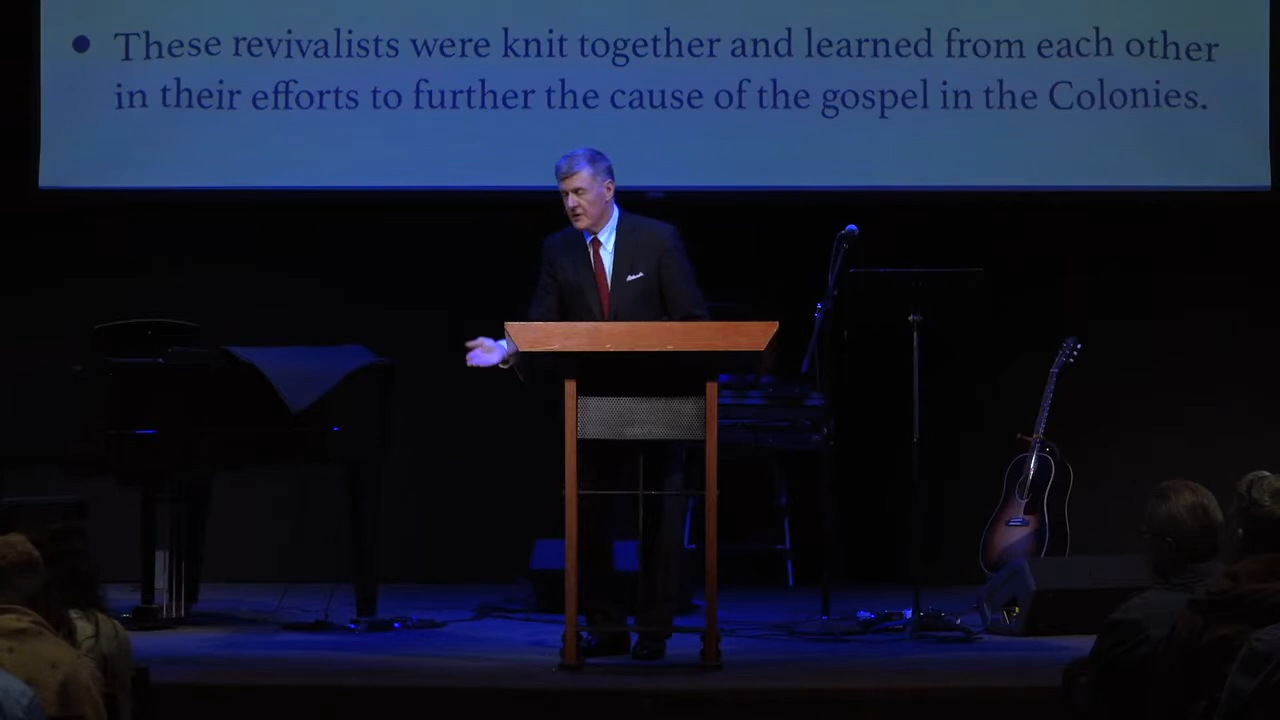 • These revivalists were knit together and learned from each other
in their efforts to further the cause of the gospel in the Colonies.